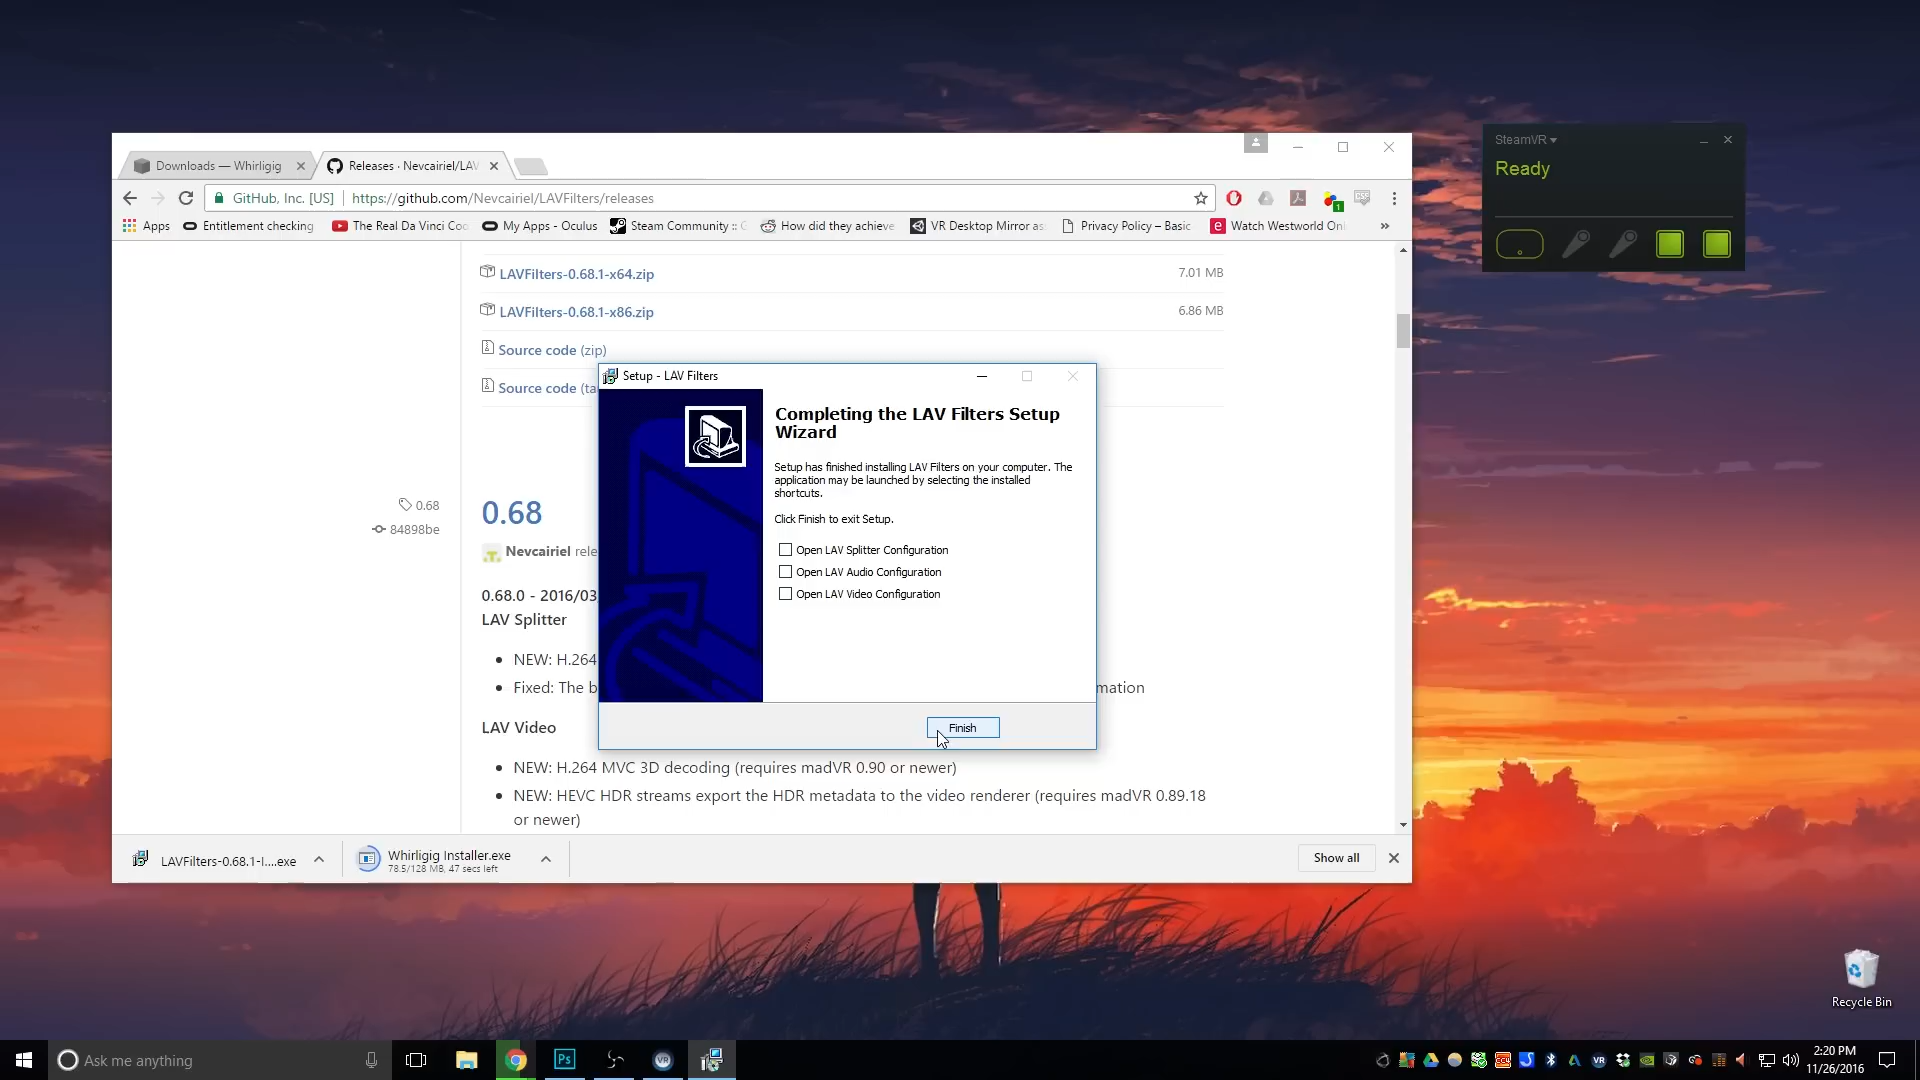 Downloads — Whirligig
Releases · Nevcairiel/LAV
GitHub, Inc. [US]
https://github.com/Nevcairiel/LAVFilters/releases
Apps
Entitlement checking
The Real Da Vinci Co
My Apps - Oculus
Steam Community ::
How did they achieve
VR Desktop Mirror as
Privacy Policy – Basic
Watch Westworld Onl
»
LAVFilters-0.68.1-x64.zip
7.01 MB
LAVFilters-0.68.1-x86.zip
6.86 MB
Source code (zip)
Source code (ta
0.68
84898be
0.68
Nevcairiel rele
0.68.0 - 2016/03
LAV Splitter
NEW: H.264
Fixed: The b
mation
LAV Video
NEW: H.264 MVC 3D decoding (requires madVR 0.90 or newer)
NEW: HEVC HDR streams export the HDR metadata to the video renderer (requires madVR 0.89.18
or newer)
Setup - LAV Filters
Completing the LAV Filters Setup
Wizard
Setup has finished installing LAV Filters on your computer. The
application may be launched by selecting the installed
shortcuts.
Click Finish to exit Setup.
Open LAV Splitter Configuration
Open LAV Audio Configuration
Open LAV Video Configuration
Finish
LAVFilters-0.68.1-I....exe
Whirligig Installer.exe
78.5/128 MB, 47 secs left
Show all
SteamVR
Ready
Recycle Bin
Ask me anything
Ps
VR
VR
2:20 PM
11/26/2016